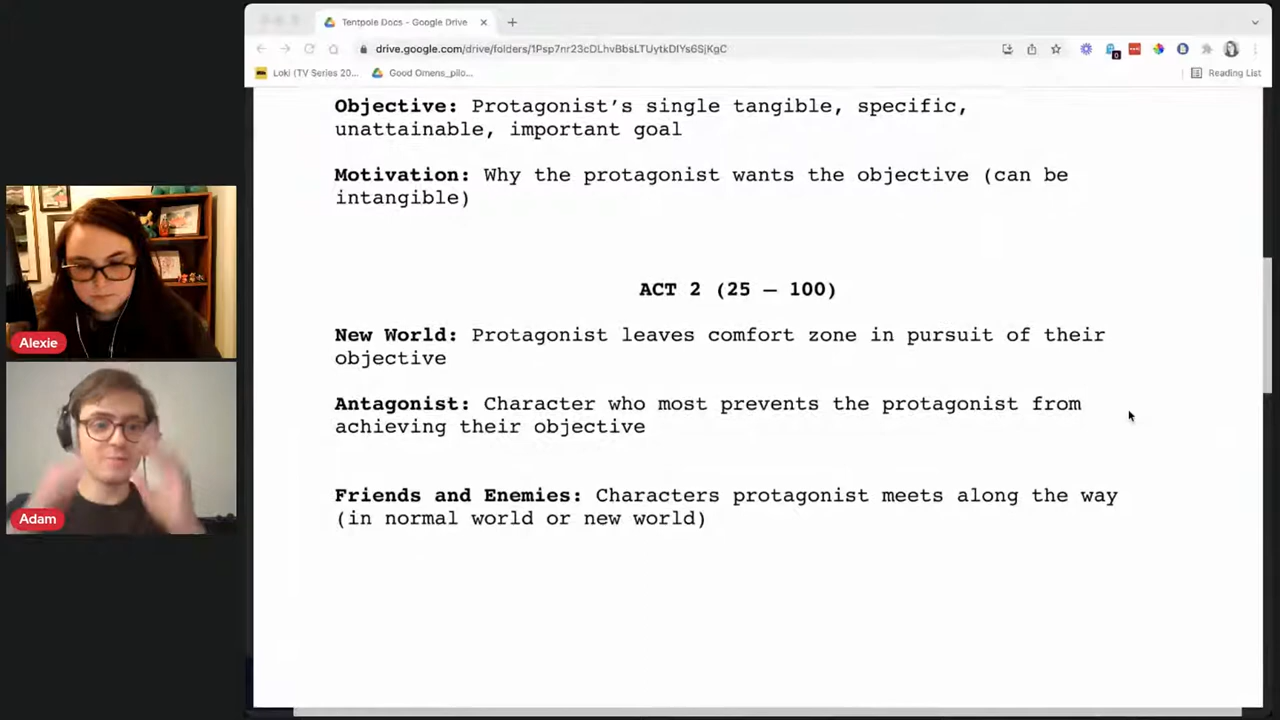 Tentpole Docs - Google Drive
drive.google.com/drive/folders/1Psp7nr23cDLhvBbsLTUytkDIYs6SjKgC
Loki (TV Series 20...
Good Omens_pilo...
Reading List
Objective: Protagonist's single tangible, specific,
unattainable, important goal
Motivation: Why the protagonist wants the objective (can be
intangible)
ACT 2 (25 – 100)
New World: Protagonist leaves comfort zone in pursuit of their
objective
Antagonist: Character who most prevents the protagonist from
achieving their objective
Friends and Enemies: Characters protagonist meets along the way
(in normal world or new world)
Alexie
Adam